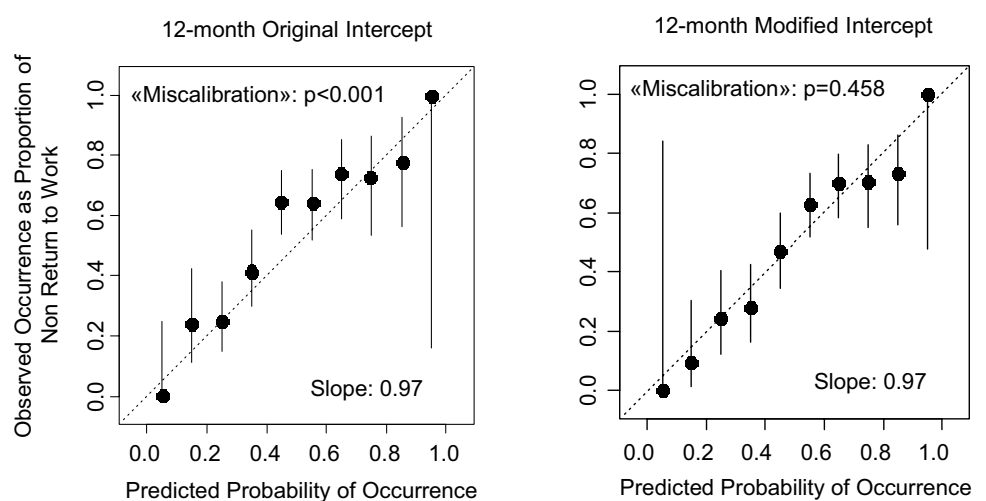 12-month Original Intercept
Observed Occurrence as Proportion of
Non Return to Work
1.0
0.8
0.6
0.4
0.2
0.0
«Miscalibration»: p<0.001
Slope: 0.97
0.0 0.2 0.4 0.6 0.8 1.0
Predicted Probability of Occurrence
12-month Modified Intercept
1.0
0.8
0.6
0.4
0.2
0.0
«Miscalibration»: p=0.458
Slope: 0.97
0.0 0.2 0.4 0.6 0.8 1.0
Predicted Probability of Occurrence